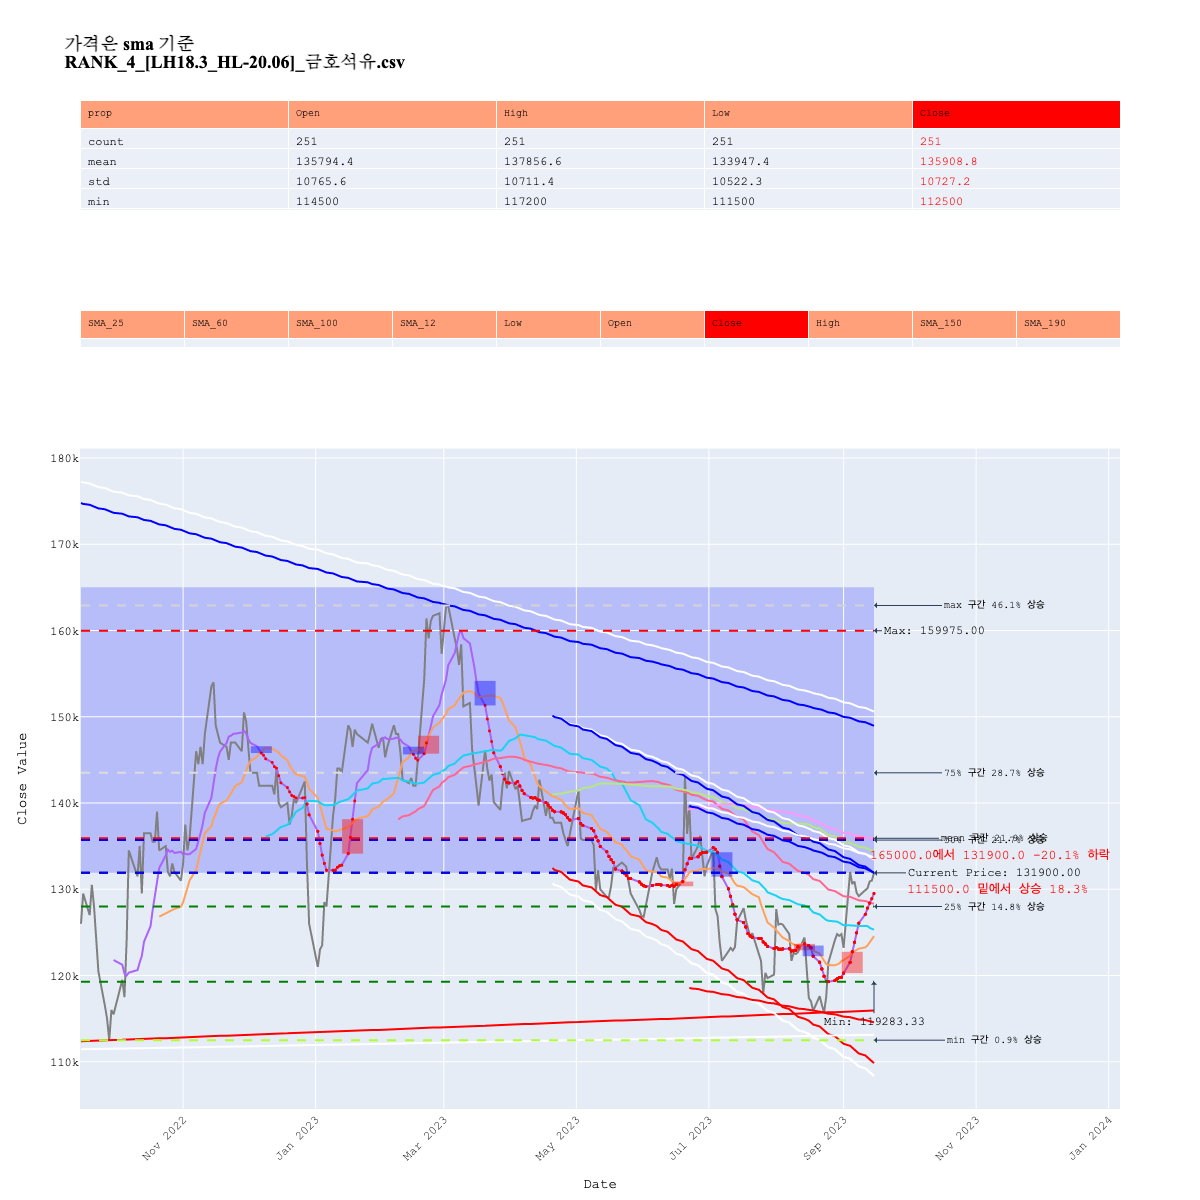 가격은 sma 기준
RANK_4_[LH18.3_HL-20.06]_금호석유.csv
prop Open High Low Close
count 251 251 251 251
mean 135794.4 137856.6 133947.4 135908.8
std 10765.6 10711.4 10522.3 10727.2
min 114500 117200 111500 112500
SMA_25 SMA_60 SMA_100 SMA_12 Low Open Close High SMA_150 SMA_190
180k
170k
160k
150k
140k
130k
120k
110k
Close Value
max 구간 46.1% 상승
Max: 159975.00
75% 구간 28.7% 상승
mean 구간 21.9% 상승
165000.0에서 131900.0 -20.1% 하락
Current Price: 131900.00
111500.0 밑에서 상승 18.3%
25% 구간 14.8% 상승
Min: 119283.33
min 구간 0.9% 상승
Nov 2022
Jan 2023
Mar 2023
May 2023
Jul 2023
Sep 2023
Nov 2023
Jan 2024
Date